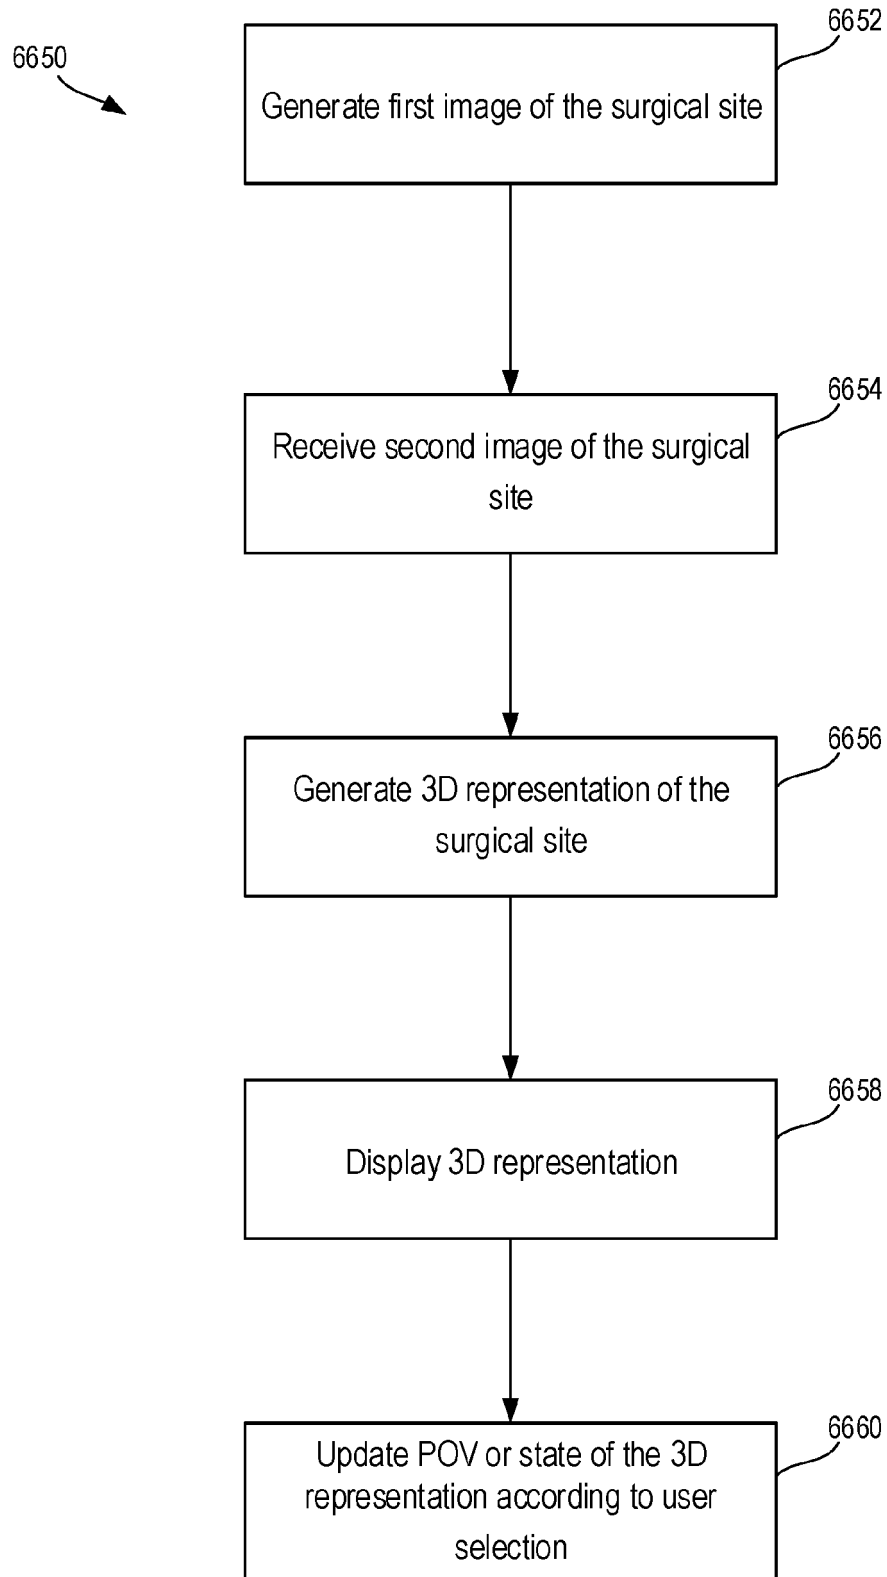 6650
6652
Generate first image of the surgical site
6654
Receive second image of the surgical
site
6656
Generate 3D representation of the
surgical site
6658
Display 3D representation
6660
Update POV or state of the 3D
representation according to user
selection